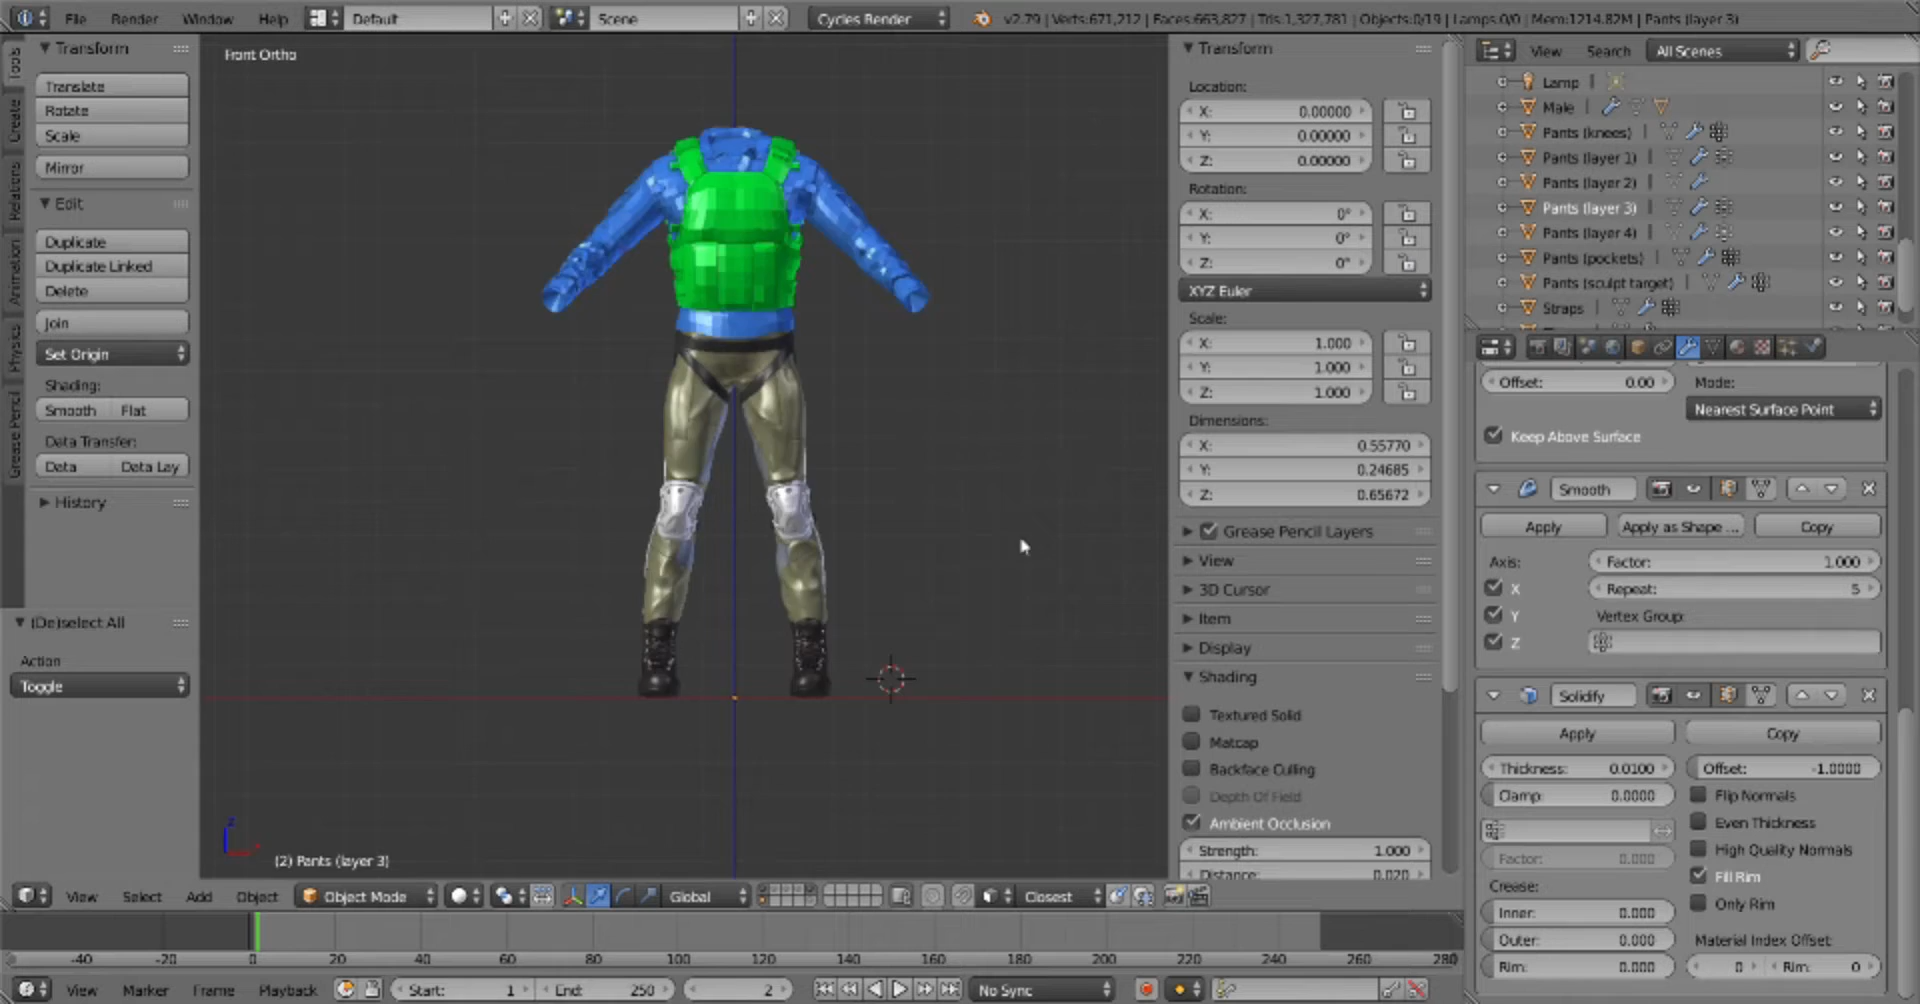 File Render Window Help Default Scene Cycles Render v2.79 | Verts:671,212 | Faces:663,827 | Tris:1,327,781 | Objects:0/19 | Lamps:0/0 | Mem:1214.82M | Pants (layer 3)
Tools
Create
Relations
Animation
Physics
Grease Pencil
Transform
Translate
Rotate
Scale
Mirror
Edit
Duplicate
Duplicate Linked
Delete
Join
Set Origin
Shading:
Smooth Flat
Data Transfer:
Data Data Lay
History
(De)select All
Action
Toggle
Front Ortho
z
(2) Pants (layer 3)
Transform
Location:
X: 0.00000
Y: 0.00000
Z: 0.00000
Rotation:
X: 0°
Y: 0°
Z: 0°
XYZ Euler
Scale:
X: 1.000
Y: 1.000
Z: 1.000
Dimensions:
X: 0.55770
Y: 0.24685
Z: 0.65672
Grease Pencil Layers
View
3D Cursor
Item
Display
Shading
Textured Solid
Matcap
Backface Culling
Depth Of Field
Ambient Occlusion
Strength: 1.000
Distance: 0.020
View Search All Scenes
Lamp
Male
Pants (knees)
Pants (layer 1)
Pants (layer 2)
Pants (layer 3)
Pants (layer 4)
Pants (pockets)
Pants (sculpt target)
Straps
Offset: 0.00 Mode:
Nearest Surface Point
Keep Above Surface
Smooth
Apply Apply as Shape ... Copy
Axis: Factor: 1.000
X Repeat: 5
Y Vertex Group:
Z
Solidify
Apply Copy
Thickness: 0.0100 Offset: -1.0000
Clamp: 0.0000 Flip Normals
Even Thickness
Factor: 0.000 High Quality Normals
Crease: Fill Rim
Inner: 0.000 Only Rim
Outer: 0.000 Material Index Offset:
Rim: 0.000 0 Rim: 0
View Select Add Object Object Mode Global Closest
-40 -20 0 20 40 60 80 100 120 140 160 180 200 220 240 260 280
View Marker Frame Playback Start: 1 End: 250 2 No Sync